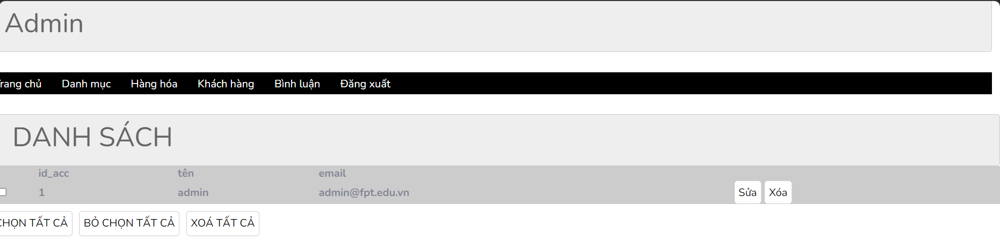 Admin
rang chủ Danh mục Hàng hóa Khách hàng Bình luận Đăng xuất
DANH SÁCH
id_acc tên email
1 admin admin@fpt.edu.vn Sửa Xóa
CHỌN TẤT CẢ BỎ CHỌN TẤT CẢ XOÁ TẤT CẢ